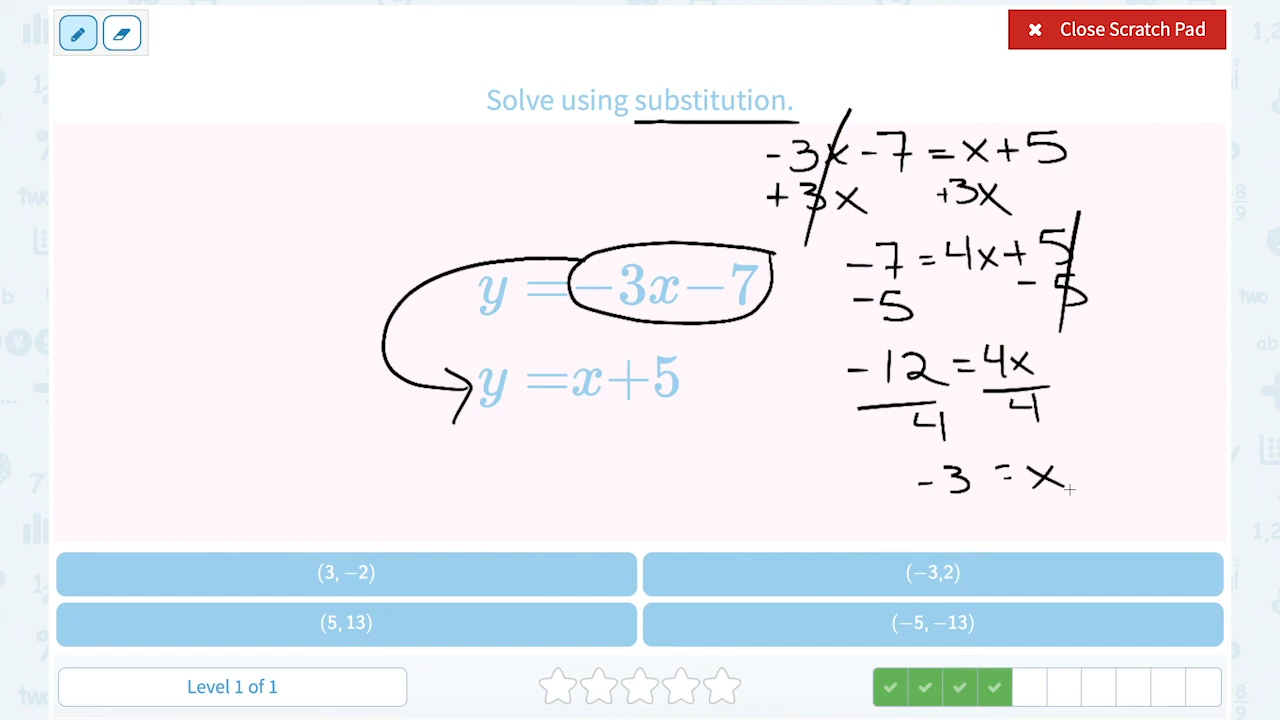 Close Scratch Pad
Solve using substitution.
-3x -7 = x+5
+3x +3x
y =−3x−7
y =x+5
-7 = 4x+5
-5 -5
-12 = 4x
4 4
-3 = x
(3, −2)
(−3,2)
(5, 13)
(−5, −13)
Level 1 of 1